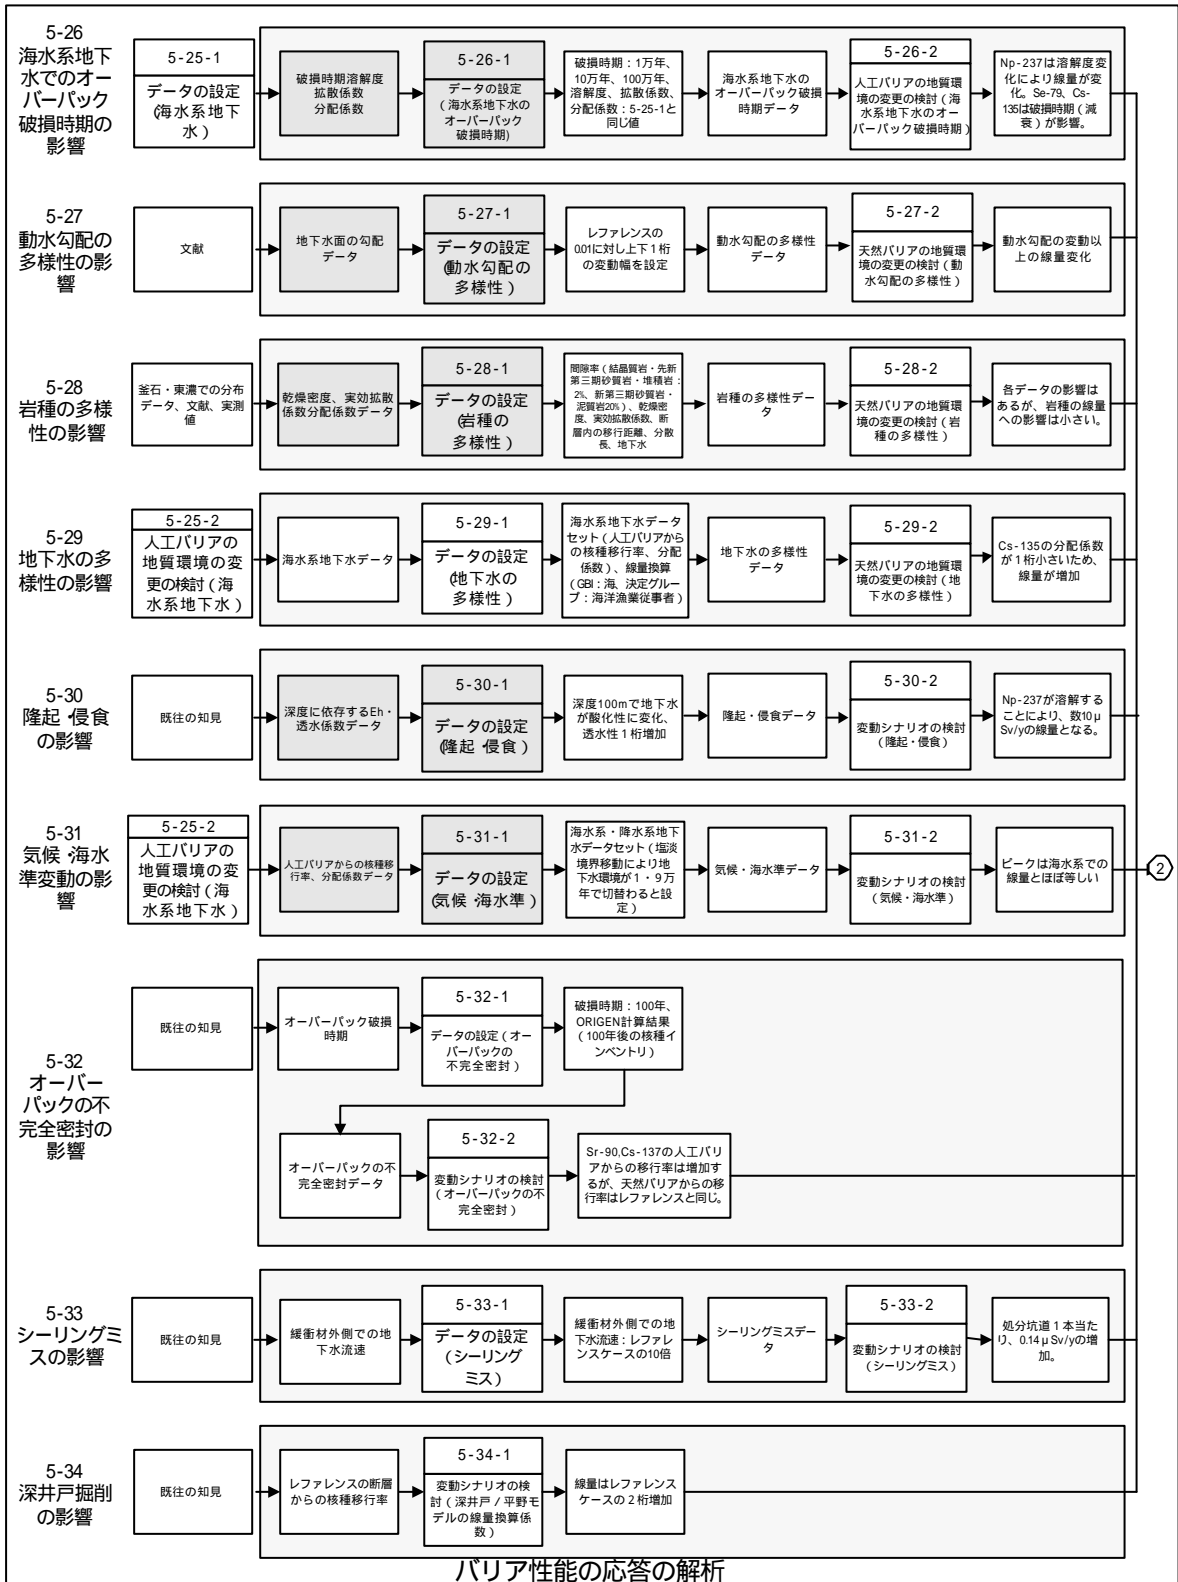 5-26
海水系地下
水でのオー
バーパック
破損時期の
影響
5-25-1
データの設定
(海水系地下
水)
破損時期溶解度
拡散係数
分配係数
5-26-1
データの設定
(海水系地下水の
オーバーパック
破損時期)
破損時期:1万年、
10万年、100万年、
溶解度、拡散係数、
分配係数:5-25-1と
同じ値
海水系地下水の
オーバーパック破損
時期データ
5-26-2
人工バリアの地質環
境の変更の検討(海
水系地下水のオー
バーパック破損時期)
Np-237は溶解度変
化により線量が変
化。Se-79、Cs-
135は破損時期(減
衰)が影響。
5-27
動水勾配の
多様性の影
響
文献
地下水面の勾配
データ
5-27-1
データの設定
(動水勾配の
多様性)
レファレンスの
0.01に対し上下1桁
の変動幅を設定
動水勾配の多様性
データ
5-27-2
天然バリアの地質環
境の変更の検討(動
水勾配の多様性)
動水勾配の変動以
上の線量変化
5-28
岩種の多様
性の影響
釜石・東濃での分布
データ、文献、実測
値
乾燥密度、実効拡散
係数分配係数データ
5-28-1
データの設定
(岩種の
多様性)
間隙率(結晶質岩・先新
第三期砂質岩・堆積岩:
2%、新第三期砂質岩・
泥質岩20%)、乾燥密
度、実効拡散係数、断
層内の移行距離、分散
長、地下水
岩種の多様性デー
タ
5-28-2
天然バリアの地質環
境の変更の検討(岩
種の多様性)
各データの影響は
あるが、岩種の線量
への影響は小さい。
5-29
地下水の多
様性の影響
5-25-2
人工バリアの
地質環境の変
更の検討(海
水系地下水)
海水系地下水データ
5-29-1
データの設定
(地下水の
多様性)
海水系地下水データ
セット(人工バリアから
の核種移行率、分配
係数)、線量換算
(GBI:海、決定グルー
プ:海洋漁業従事者)
地下水の多様性
データ
5-29-2
天然バリアの地質環
境の変更の検討(地
下水の多様性)
Cs-135の分配係数
が1桁小さいため、
線量が増加
5-30
隆起・侵食
の影響
既往の知見
深度に依存するEh・
透水係数データ
5-30-1
データの設定
(隆起・侵食)
深度100mで地下水
が酸化性に変化、
透水性1桁増加
隆起・侵食データ
5-30-2
変動シナリオの検討
(隆起・侵食)
Np-237が溶解する
ことにより、数10μ
Sv/yの線量となる。
5-31
気候・海水
準変動の影
響
5-25-2
人工バリアの
地質環境の変
更の検討(海
水系地下水)
人工バリアからの核種移
行率、分配係数データ
5-31-1
データの設定
(気候・海水準)
海水系・降水系地下
水データセット(塩淡
境界移動により地
下水環境が1・9万
年で切替わると設
定)
気候・海水準データ
5-31-2
変動シナリオの検討
(気候・海水準)
ピークは海水系での
線量とほぼ等しい
2
5-32
オーバー
パックの不
完全密封の
影響
既往の知見
オーバーパック破損
時期
5-32-1
データの設定(オー
バーパックの
不完全密封)
破損時期:100年、
ORIGEN計算結果
(100年後の核種イ
ンベントリ)
オーバーパックの不
完全密封データ
5-32-2
変動シナリオの検討
(オーバーパックの不
完全密封)
Sr-90,Cs-137の人工バリ
アからの移行率は増加す
るが、天然バリアからの移
行率はレファレンスと同じ。
5-33
シーリングミ
スの影響
既往の知見
緩衝材外側での地
下水流速
5-33-1
データの設定
(シーリング
ミス)
緩衝材外側での地
下水流速:レファレ
ンスケースの10倍
シーリングミスデー
タ
5-33-2
変動シナリオの検討
(シーリングミス)
処分坑道1本当た
り、0.14μSv/yの増
加。
5-34
深井戸掘削
の影響
既往の知見
レファレンスの断層
からの核種移行率
5-34-1
変動シナリオの検
討(深井戸/平野モ
デルの線量換算係
数)
線量はレファレンス
ケースの2桁増加
バリア性能の応答の解析